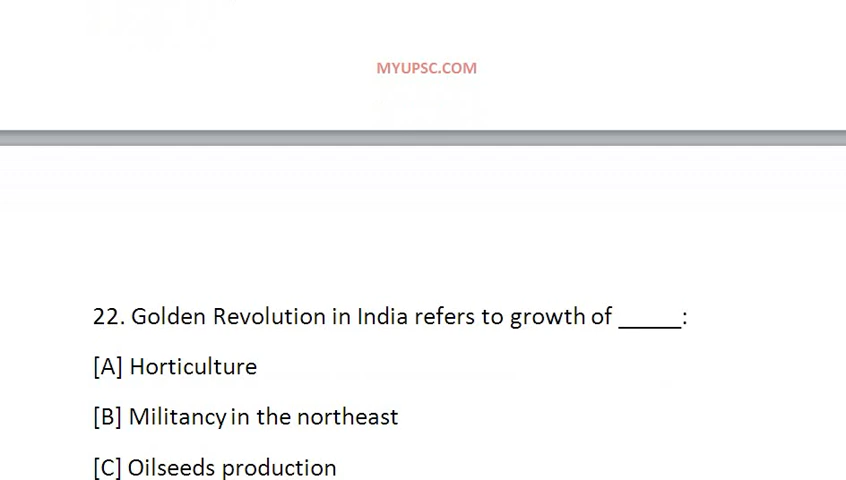 MYUPSC.COM
22. Golden Revolution in India refers to growth of _____:
[A] Horticulture
[B] Militancy in the northeast
[C] Oilseeds production